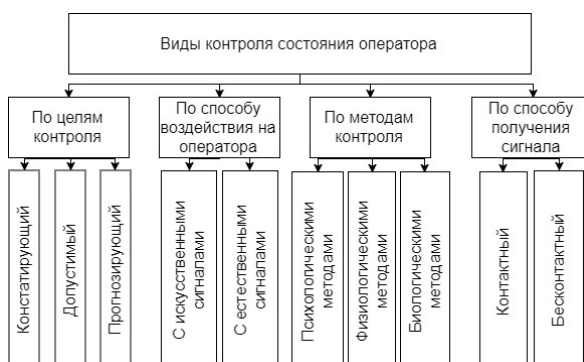 Виды контроля состояния оператора
По целям
контроля
По способу
воздействия на
оператора
По методам
контроля
По способу
получения
сигнала
Констатирующий
Допустимый
Прогнозирующий
С искусственными
сигналами
С естественными
сигналами
Психологическими
методами
Физиологическими
методами
Биологическими
методами
Контактный
Бесконтактный